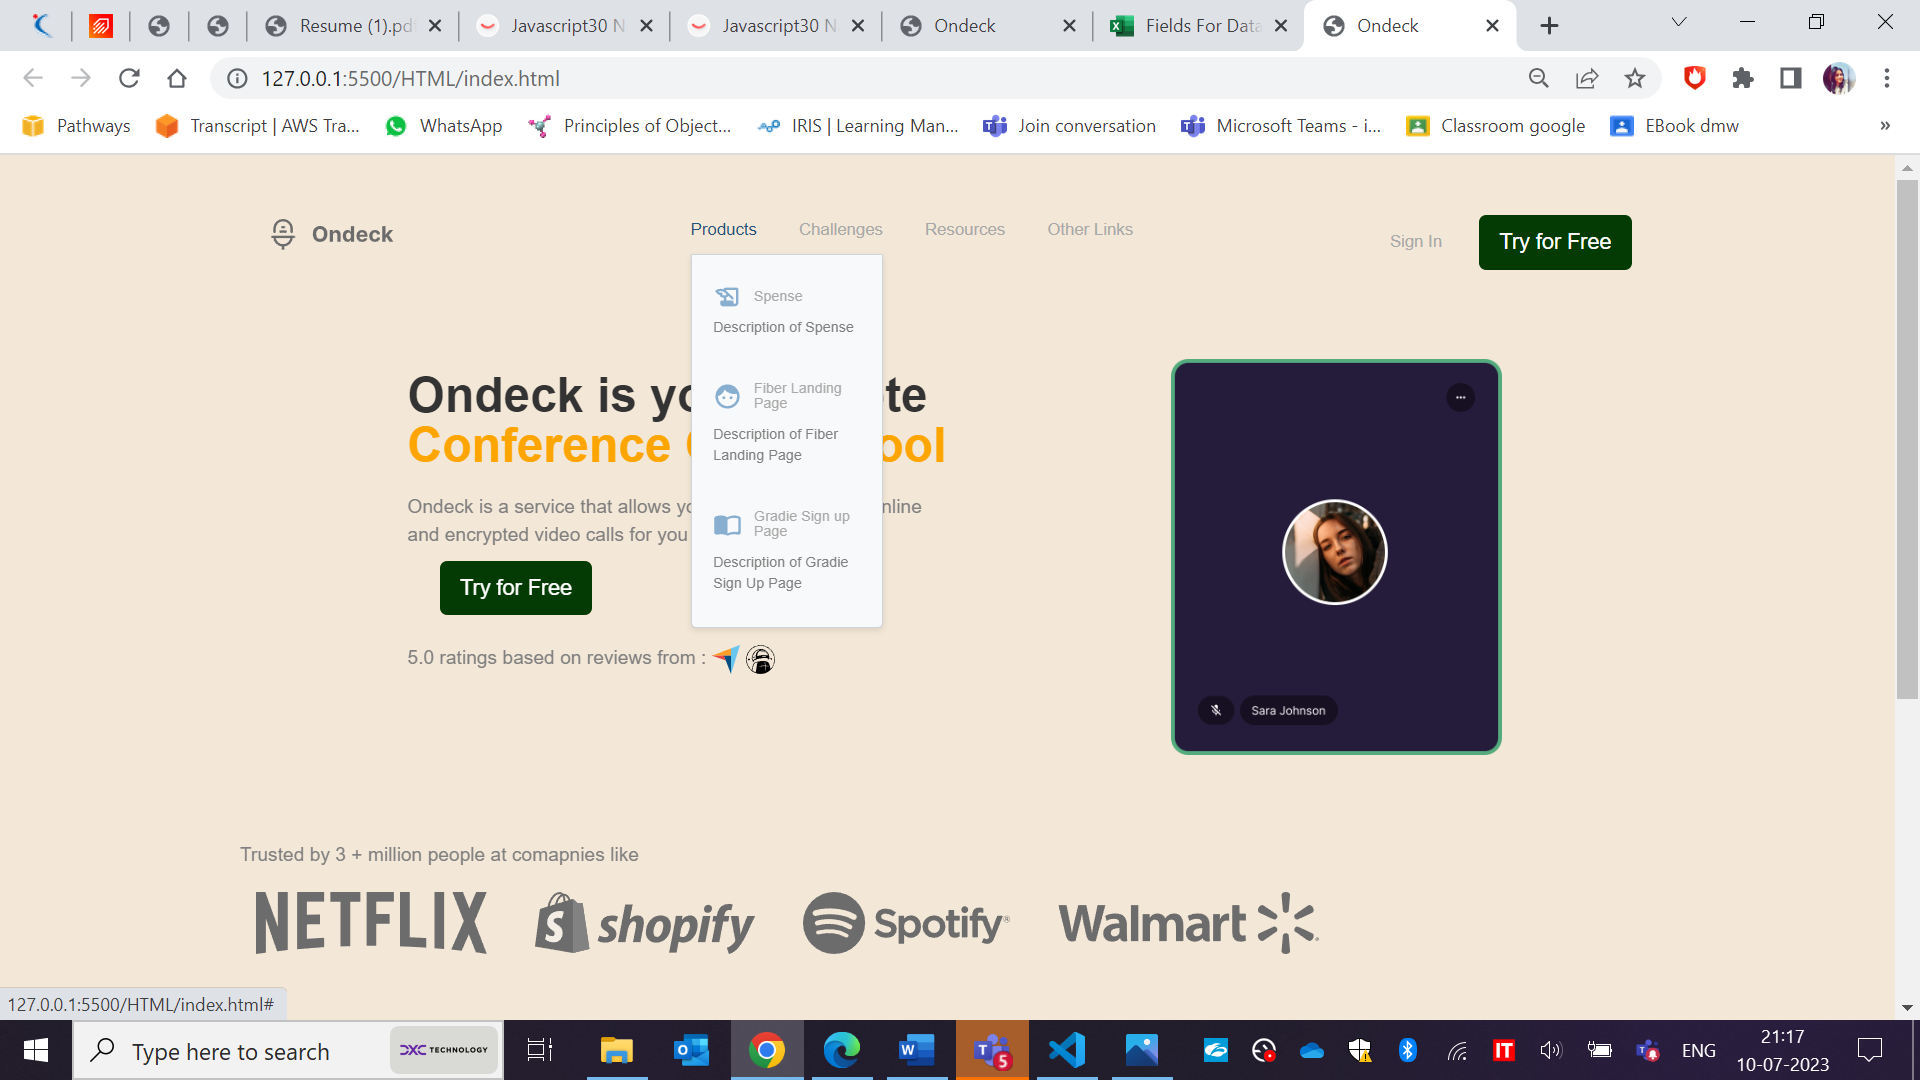 Resume (1).pd
Javascript30 N
Javascript30 N
Ondeck
Fields For Data
Ondeck
127.0.0.1:5500/HTML/index.html
Pathways
Transcript | AWS Tra...
WhatsApp
Principles of Object...
IRIS | Learning Man...
Join conversation
Microsoft Teams - i...
Classroom google
EBook dmw
»
Ondeck
Products
Challenges
Resources
Other Links
Sign In
Try for Free
Spense
Description of Spense
Fiber Landing
Page
Description of Fiber
Landing Page
Gradie Sign up
Page
Description of Gradie
Sign Up Page
Ondeck is yo
te
Conference
ool
Ondeck is a service that allows yo
nline
and encrypted video calls for you
Try for Free
5.0 ratings based on reviews from :
Sara Johnson
Trusted by 3 + million people at comapnies like
NETFLIX
shopify
Spotify®
Walmart
127.0.0.1:5500/HTML/index.html#
Type here to search
DXC TECHNOLOGY
5
IT
ENG
21:17
10-07-2023